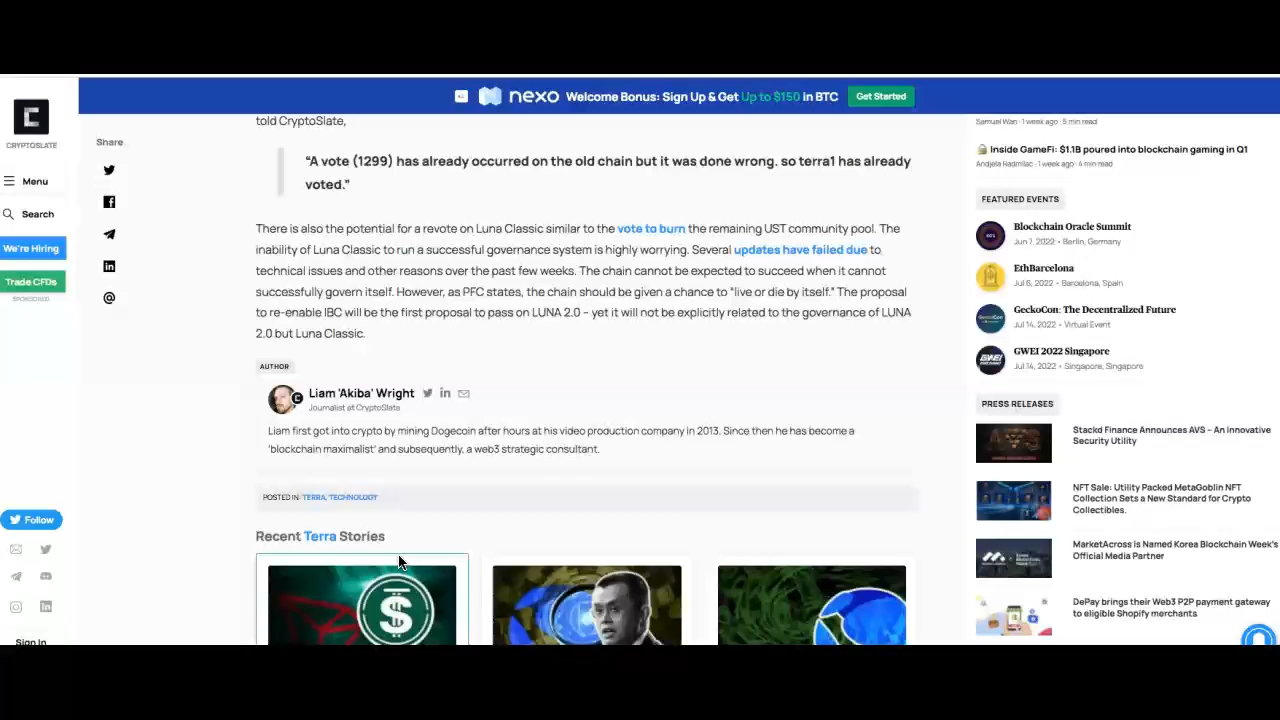 nexo Welcome Bonus: Sign Up & Get Up to $150 in BTC Get Started
CRYPTOSLATE
Menu
Search
We're Hiring
Trade CFDs
Follow
Sign In
Share
told CryptoSlate,
“A vote (1299) has already occurred on the old chain but it was done wrong. so terra1 has already
voted.”
There is also the potential for a revote on Luna Classic similar to the vote to burn the remaining UST community pool. The
inability of Luna Classic to run a successful governance system is highly worrying. Several updates have failed due to
technical issues and other reasons over the past few weeks. The chain cannot be expected to succeed when it cannot
successfully govern itself. However, as PFC states, the chain should be given a chance to “live or die by itself.” The proposal
to re-enable IBC will be the first proposal to pass on LUNA 2.0 – yet it will not be explicitly related to the governance of LUNA
2.0 but Luna Classic.
AUTHOR
Liam 'Akiba' Wright
Journalist at CryptoSlate
Liam first got into crypto by mining Dogecoin after hours at his video production company in 2013. Since then he has become a
'blockchain maximalist' and subsequently, a web3 strategic consultant.
POSTED IN: TERRA, TECHNOLOGY
Recent Terra Stories
Samuel Wan · 1 week ago · 5 min read
Inside GameFi: $1.1B poured into blockchain gaming in Q1
Andjela Radmilac · 1 week ago · 4 min read
FEATURED EVENTS
Blockchain Oracle Summit
Jun 7, 2022 • Berlin, Germany
EthBarcelona
Jul 6, 2022 • Barcelona, Spain
GeckoCon: The Decentralized Future
Jul 14, 2022 • Virtual Event
GWEI 2022 Singapore
Jul 14, 2022 • Singapore, Singapore
PRESS RELEASES
Stackd Finance Announces AVS – An innovative
Security Utility
NFT Sale: Utility Packed MetaGoblin NFT
Collection Sets a New Standard for Crypto
Collectibles.
MarketAcross Is Named Korea Blockchain Week's
Official Media Partner
DePay brings their Web3 P2P payment gateway
to eligible Shopify merchants